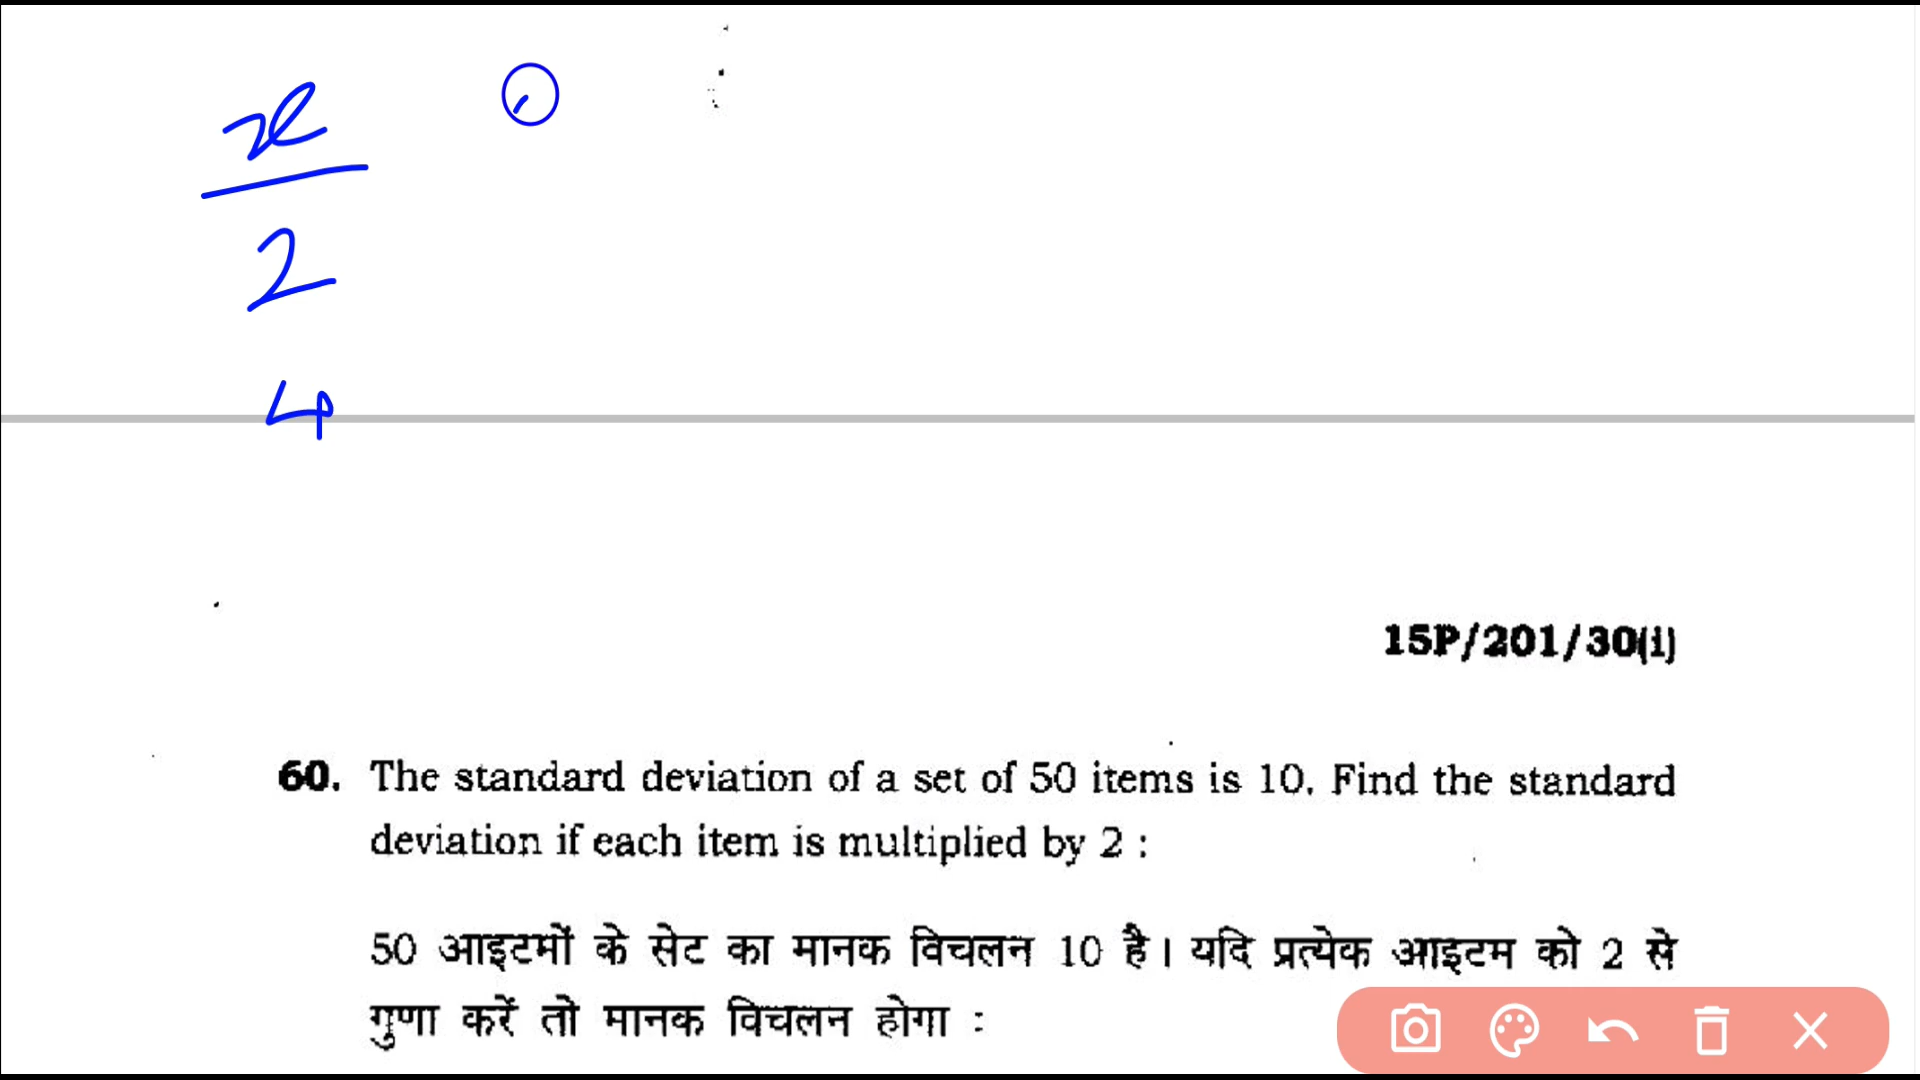 x
2
4
15P/201/30(i)
60. The standard deviation of a set of 50 items is 10. Find the standard
deviation if each item is multiplied by 2 :
50 आइटमों के सेट का मानक विचलन 10 है। यदि प्रत्येक आइटम को 2 से
गुणा करें तो मानक विचलन होगा :